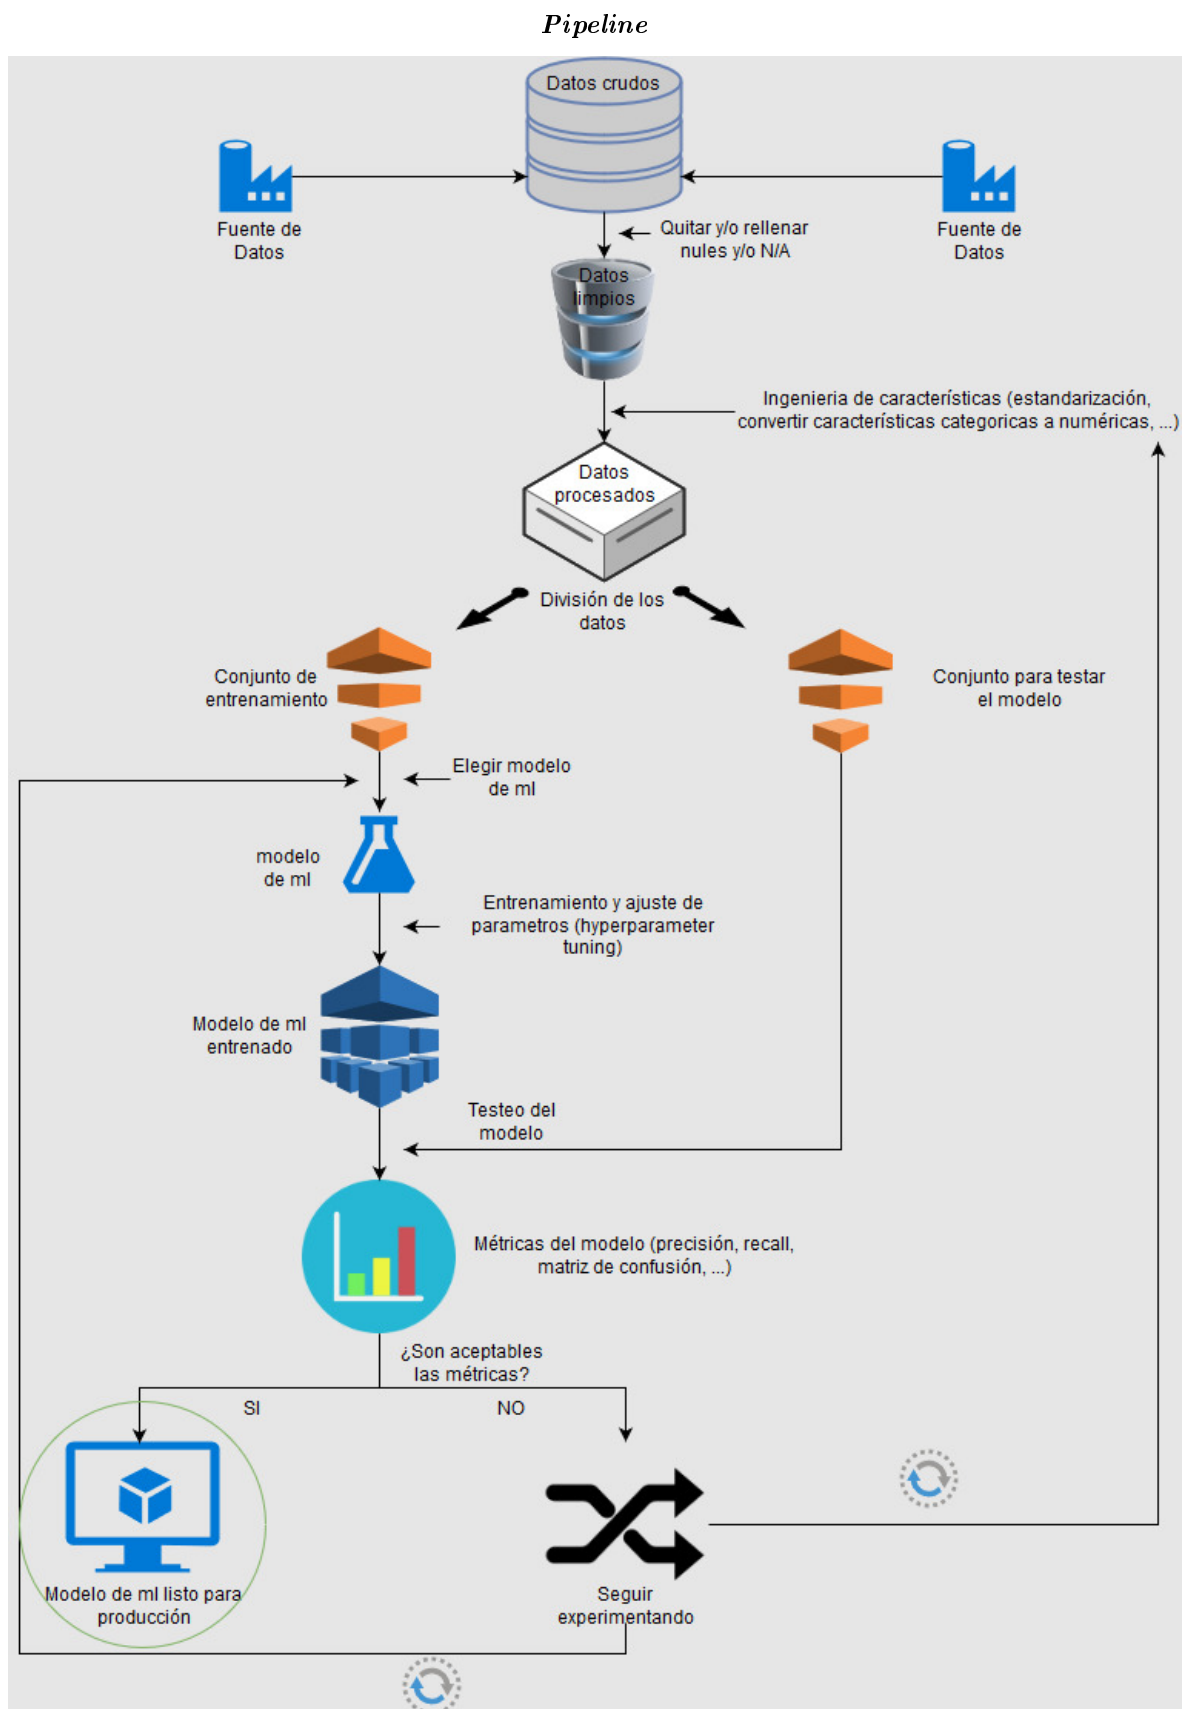 Pipeline
Datos crudos
Fuente de
Datos
Fuente de
Datos
Quitar y/o rellenar
nules y/o N/A
Datos
limpios
Ingenieria de características (estandarización,
convertir características categoricas a numéricas, ...)
Datos
procesados
División de los
datos
Conjunto de
entrenamiento
Conjunto para testar
el modelo
Elegir modelo
de ml
modelo
de ml
Entrenamiento y ajuste de
parametros (hyperparameter
tuning)
Modelo de ml
entrenado
Testeo del
modelo
Métricas del modelo (precisión, recall,
matriz de confusión, ...)
¿Son aceptables
las métricas?
SI
NO
Modelo de ml listo para
producción
Seguir
experimentando